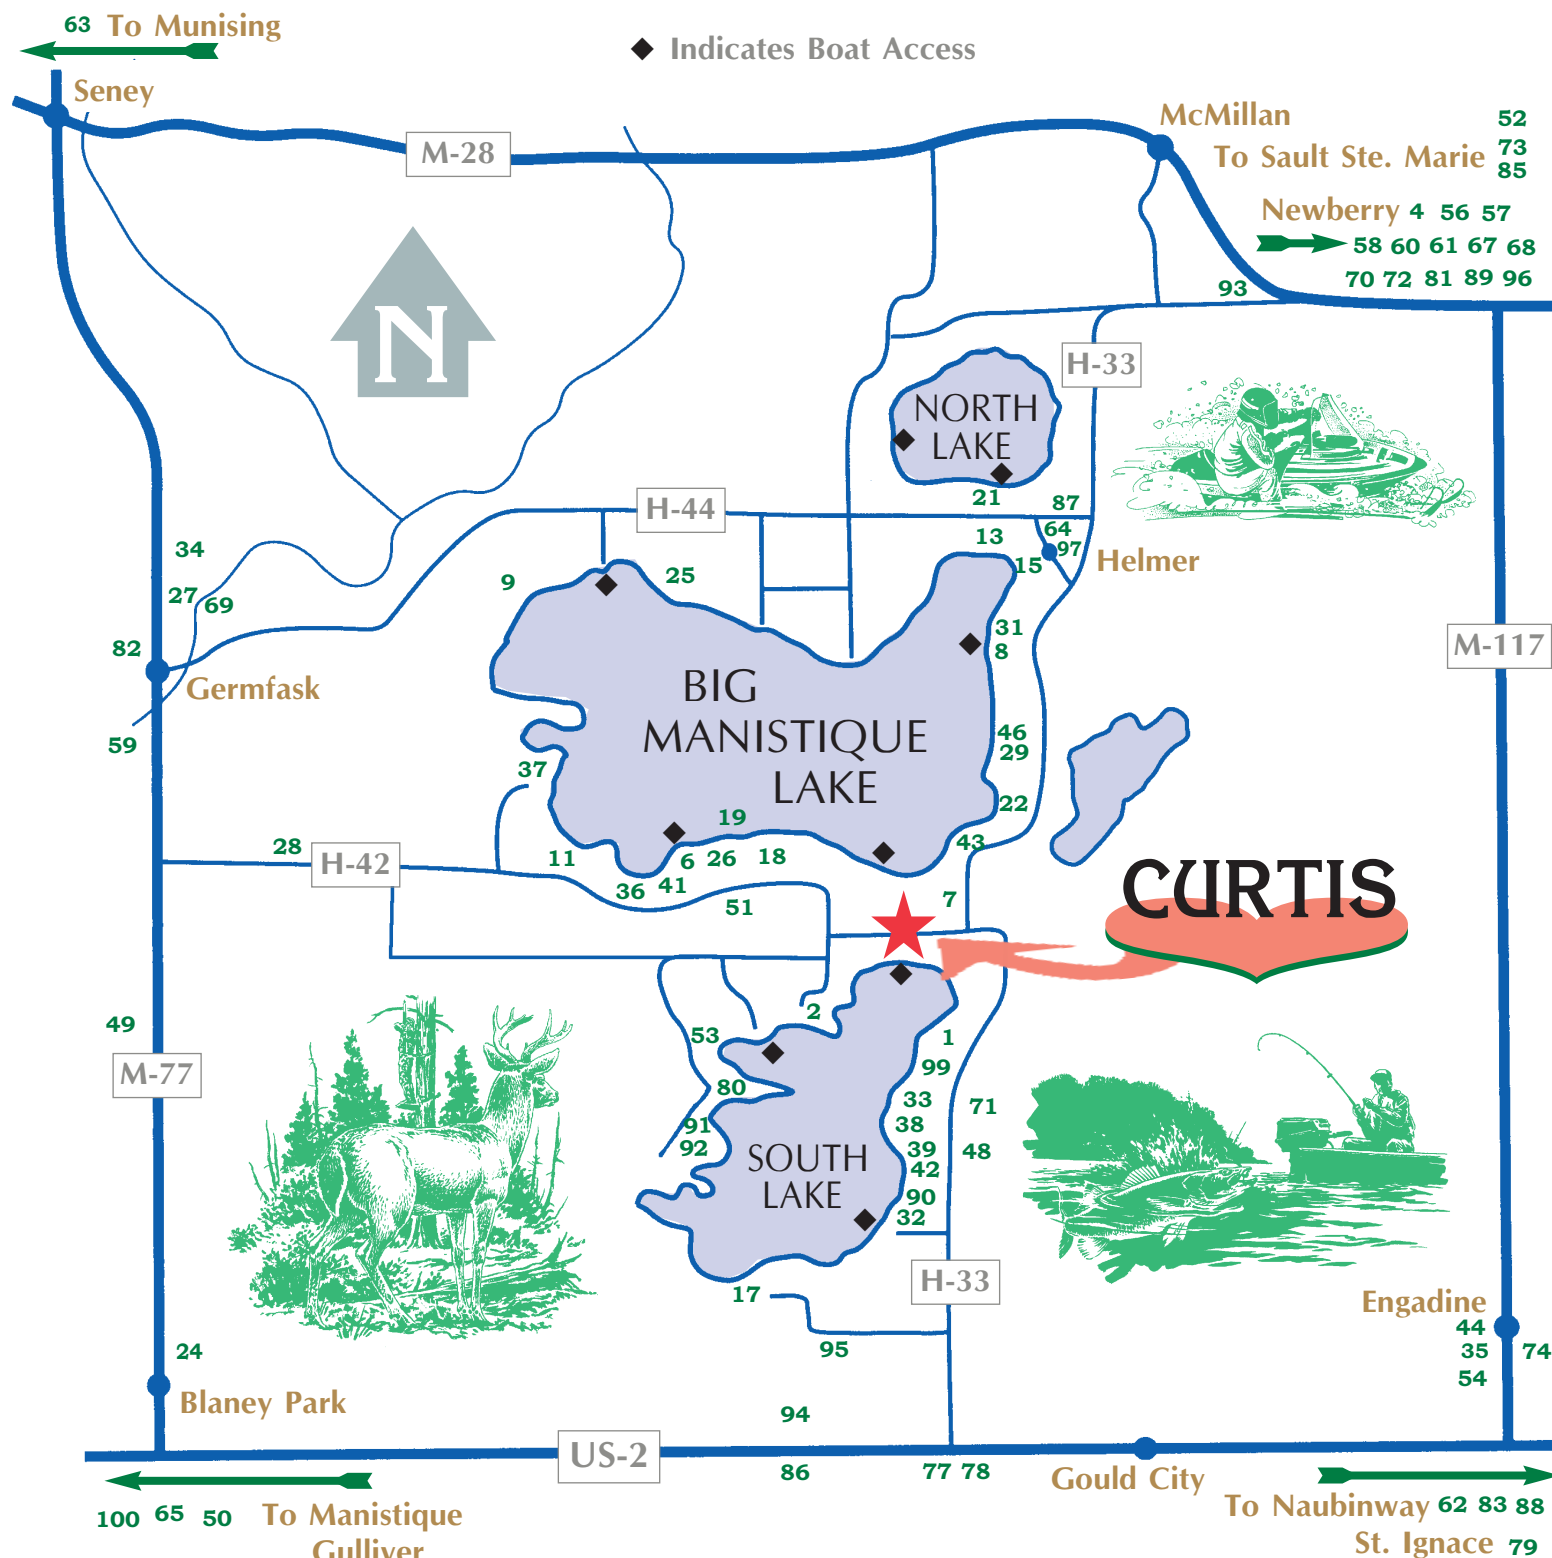 63 To Munising
◆ Indicates Boat Access
Seney
McMillan
52
To Sault Ste. Marie 73
85
M-28
Newberry 4 56 57
58 60 61 67 68
70 72 81 89 96
93
N
H-33
NORTH
LAKE
21
87
H-44
64
13
97
15
Helmer
34
9
25
27 69
31
8
82
M-117
Germfask
BIG
MANISTIQUE
LAKE
46
29
59
37
22
19
43
28
H-42
11
6 26 18
36 41
51
7
CURTIS
2
49
53
1
99
M-77
80
33
71
91
38
92
39
48
SOUTH
LAKE
42
90
32
H-33
17
Engadine
44
24
95
35
74
54
Blaney Park
94
US-2
86
77 78
Gould City
100 65 50
To Manistique
Gulliver
To Naubinway 62 83 88
St. Ignace 79